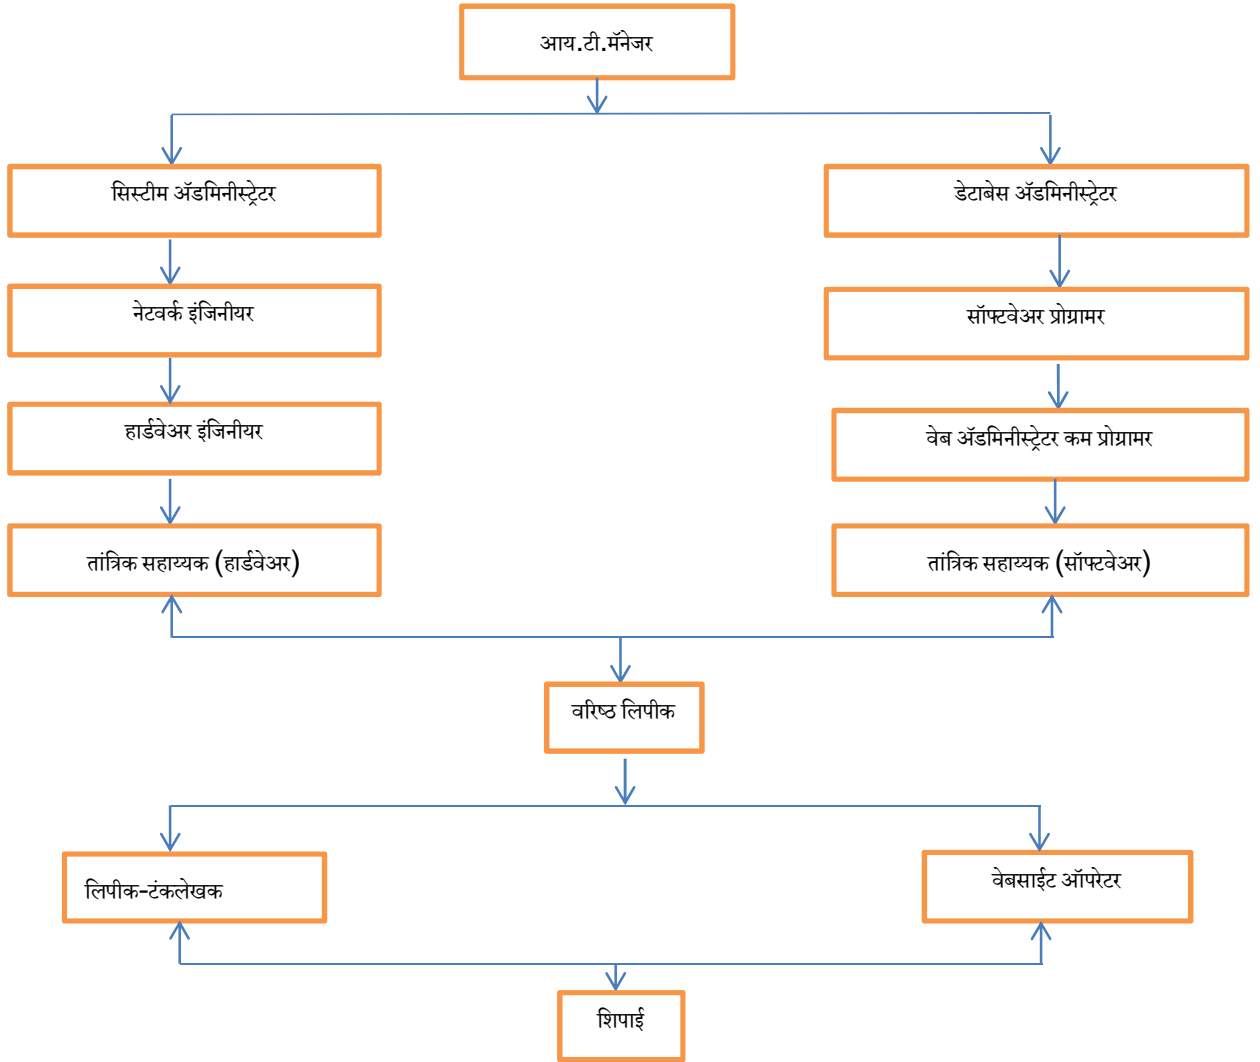 आय.टी.मॅनेजर
सिस्टीम ॲडमिनीस्ट्रेटर
डेटाबेस ॲडमिनीस्ट्रेटर
नेटवर्क इंजिनीयर
सॉफ्टवेअर प्रोग्रामर
हार्डवेअर इंजिनीयर
वेब ॲडमिनीस्ट्रेटर कम प्रोग्रामर
तांत्रिक सहाय्यक (हार्डवेअर)
तांत्रिक सहाय्यक (सॉफ्टवेअर)
वरिष्ठ लिपीक
लिपीक-टंकलेखक
वेबसाईट ऑपरेटर
शिपाई